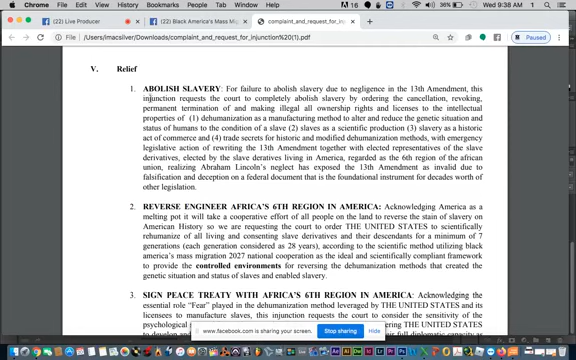 Chrome File Edit View History Bookmarks People Tab Window Help
16
36%
Wed 9:38 AM
(2) Live Producer
(2) Black America's Mass Mig
complaint_and_request_for_inj
/Users/imacsilver/Downloads/complaint_and_request_for_injunction%20(1).pdf
Paused
V. Relief
1. ABOLISH SLAVERY: For failure to abolish slavery due to negligence in the 13th Amendment, this
injunction requests the court to completely abolish slavery by ordering the cancellation, revoking,
permanent termination of and making illegal all ownership rights and licenses to the intellectual
properties of (1) dehumanization as a manufacturing method to alter and reduce the genetic situation and
status of humans to the condition of a slave (2) slaves as a scientific production (3) slavery as a historic
act of commerce and (4) trade secrets for historic and modified dehumanization methods, with emergency
legislative action of rewriting the 13th Amendment together with elected representatives of the slave
derivatives, elected by the slave deratives living in America, regarded as the 6th region of the african
union, realizing Abraham Lincoln's neglect has exposed the 13th Amendment as invalid due to
falsification and deception on a federal document that is the foundational instrument for decades worth of
other legislation.
2. REVERSE ENGINEER AFRICA'S 6TH REGION IN AMERICA: Acknowledging America as a
melting pot it will take a cooperative effort of all people on the land to reverse the stain of slavery on
American History so we are requesting the court to order THE UNITED STATES to scientifically
rehumanize of all living and consenting slave derivatives and their descendants for a minimum of 7
generations (each generation considered as 28 years), according to the scientific method utilizing black
america's mass migration 2027 national cooperation as the ideal and scientifically compliant framework
to provide the controlled environments for reversing the dehumanization methods that created the
genetic situation and status of slaves and enabled slavery.
3. SIGN PEACE TREATY WITH AFRICA'S 6TH REGION IN AMERICA: Acknowledging the
essential role "Fear" played in the dehumanization method leveraged by THE UNITED STATES and its
licensees to manufacture slaves, this injunction requests the court to consider the sensitivity of the
psychological
ordering THE UNITED STATES
to develop and
their full diplomatic
www.facebook.com is sharing your screen. Stop sharing Hide